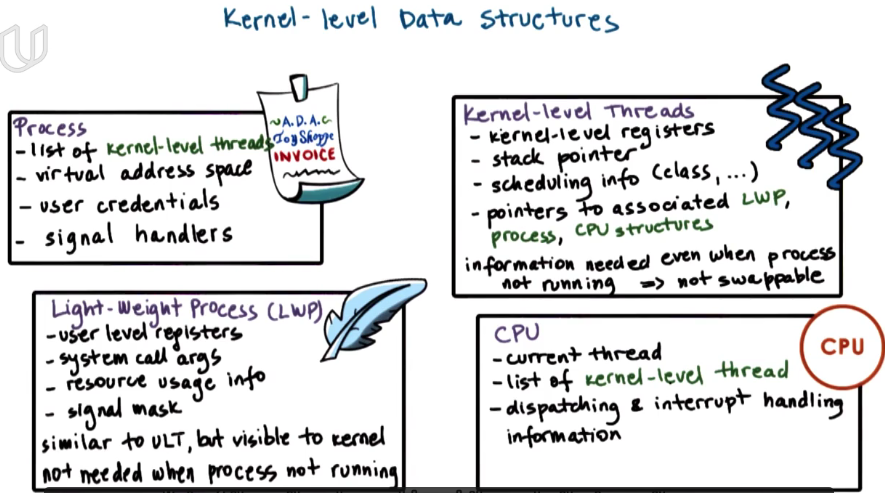 Kernel-level Data Structures
Process
- list of kernel-level threads
- virtual address space
- user credentials
- signal handlers
~A.D.A.C~
Toy Shoppe
INVOICE
Kernel-level Threads
- kernel-level registers
- stack pointer
- scheduling info (class, ...)
- pointers to associated LWP,
process, CPU structures
information needed even when process
not running => not swappable
Light-Weight Process (LWP)
- user level registers
- system call args
- resource usage info
- signal mask
similar to ULT, but visible to kernel
not needed when process not running
CPU
- current thread
- list of kernel-level thread
- dispatching & interrupt handling
information
CPU